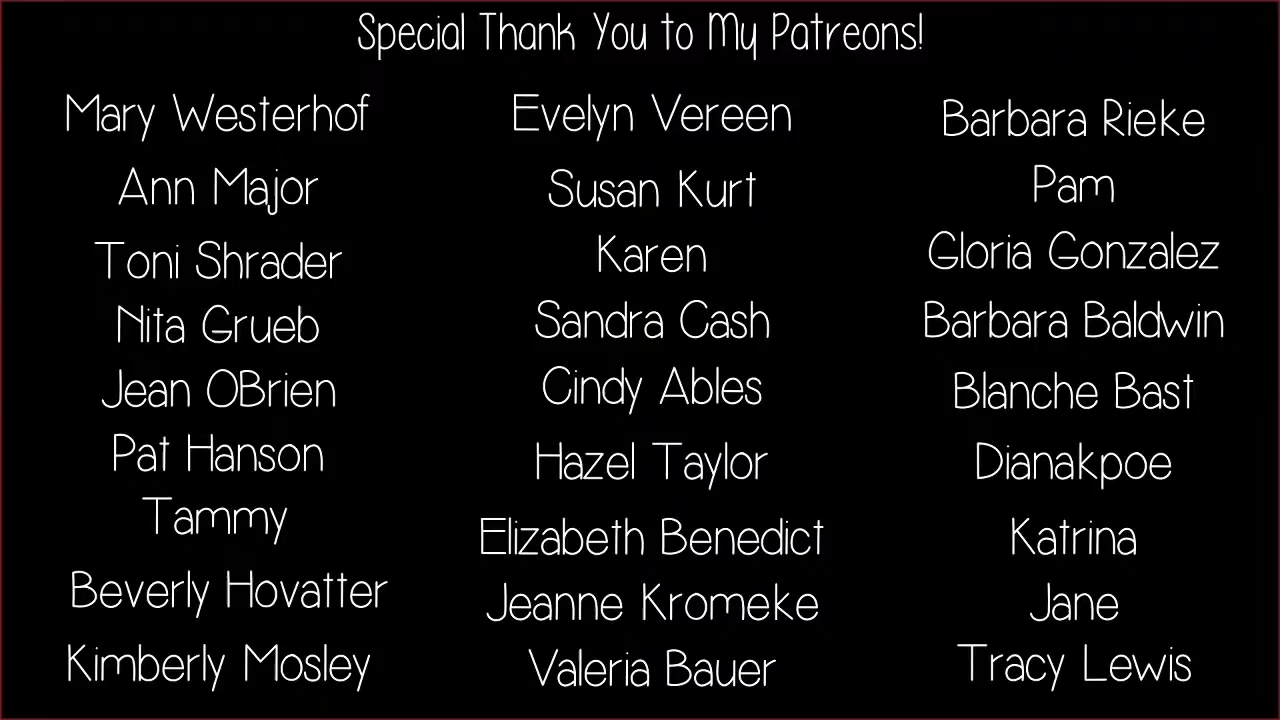 Special Thank You to My Patreons!
Mary Westerhof
Ann Major
Toni Shrader
Nita Grueb
Jean OBrien
Pat Hanson
Tammy
Beverly Hovatter
Kimberly Mosley
Evelyn Vereen
Susan Kurt
Karen
Sandra Cash
Cindy Ables
Hazel Taylor
Elizabeth Benedict
Jeanne Kromeke
Valeria Bauer
Barbara Rieke
Pam
Gloria Gonzalez
Barbara Baldwin
Blanche Bast
Dianakpoe
Katrina
Jane
Tracy Lewis